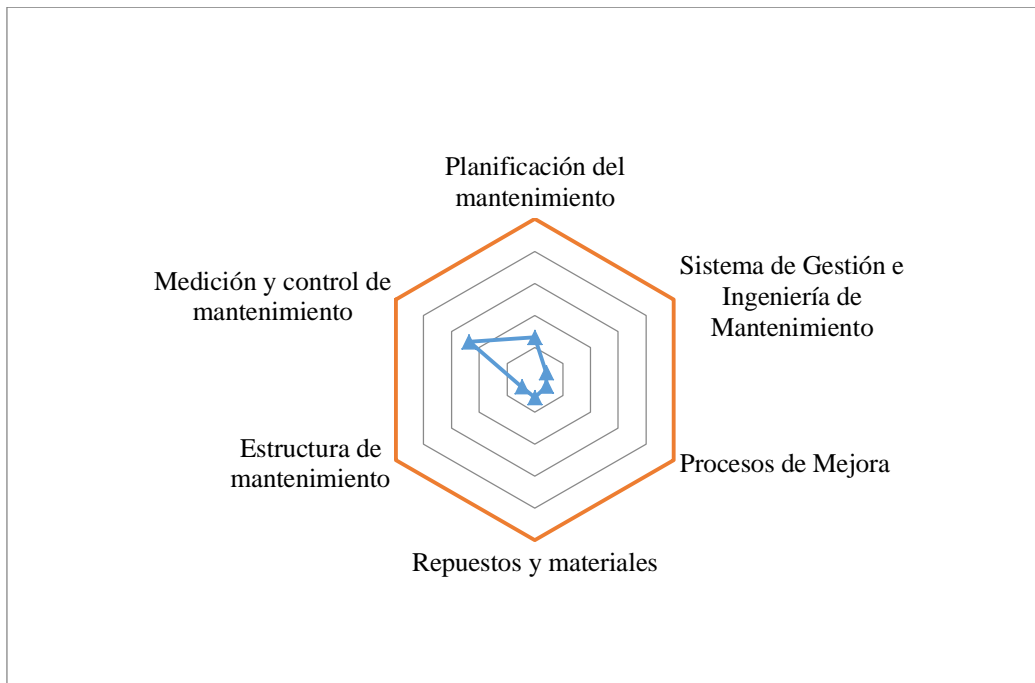 Planificación del
mantenimiento
Sistema de Gestión e
Ingeniería de
Mantenimiento
Procesos de Mejora
Repuestos y materiales
Estructura de
mantenimiento
Medición y control de
mantenimiento